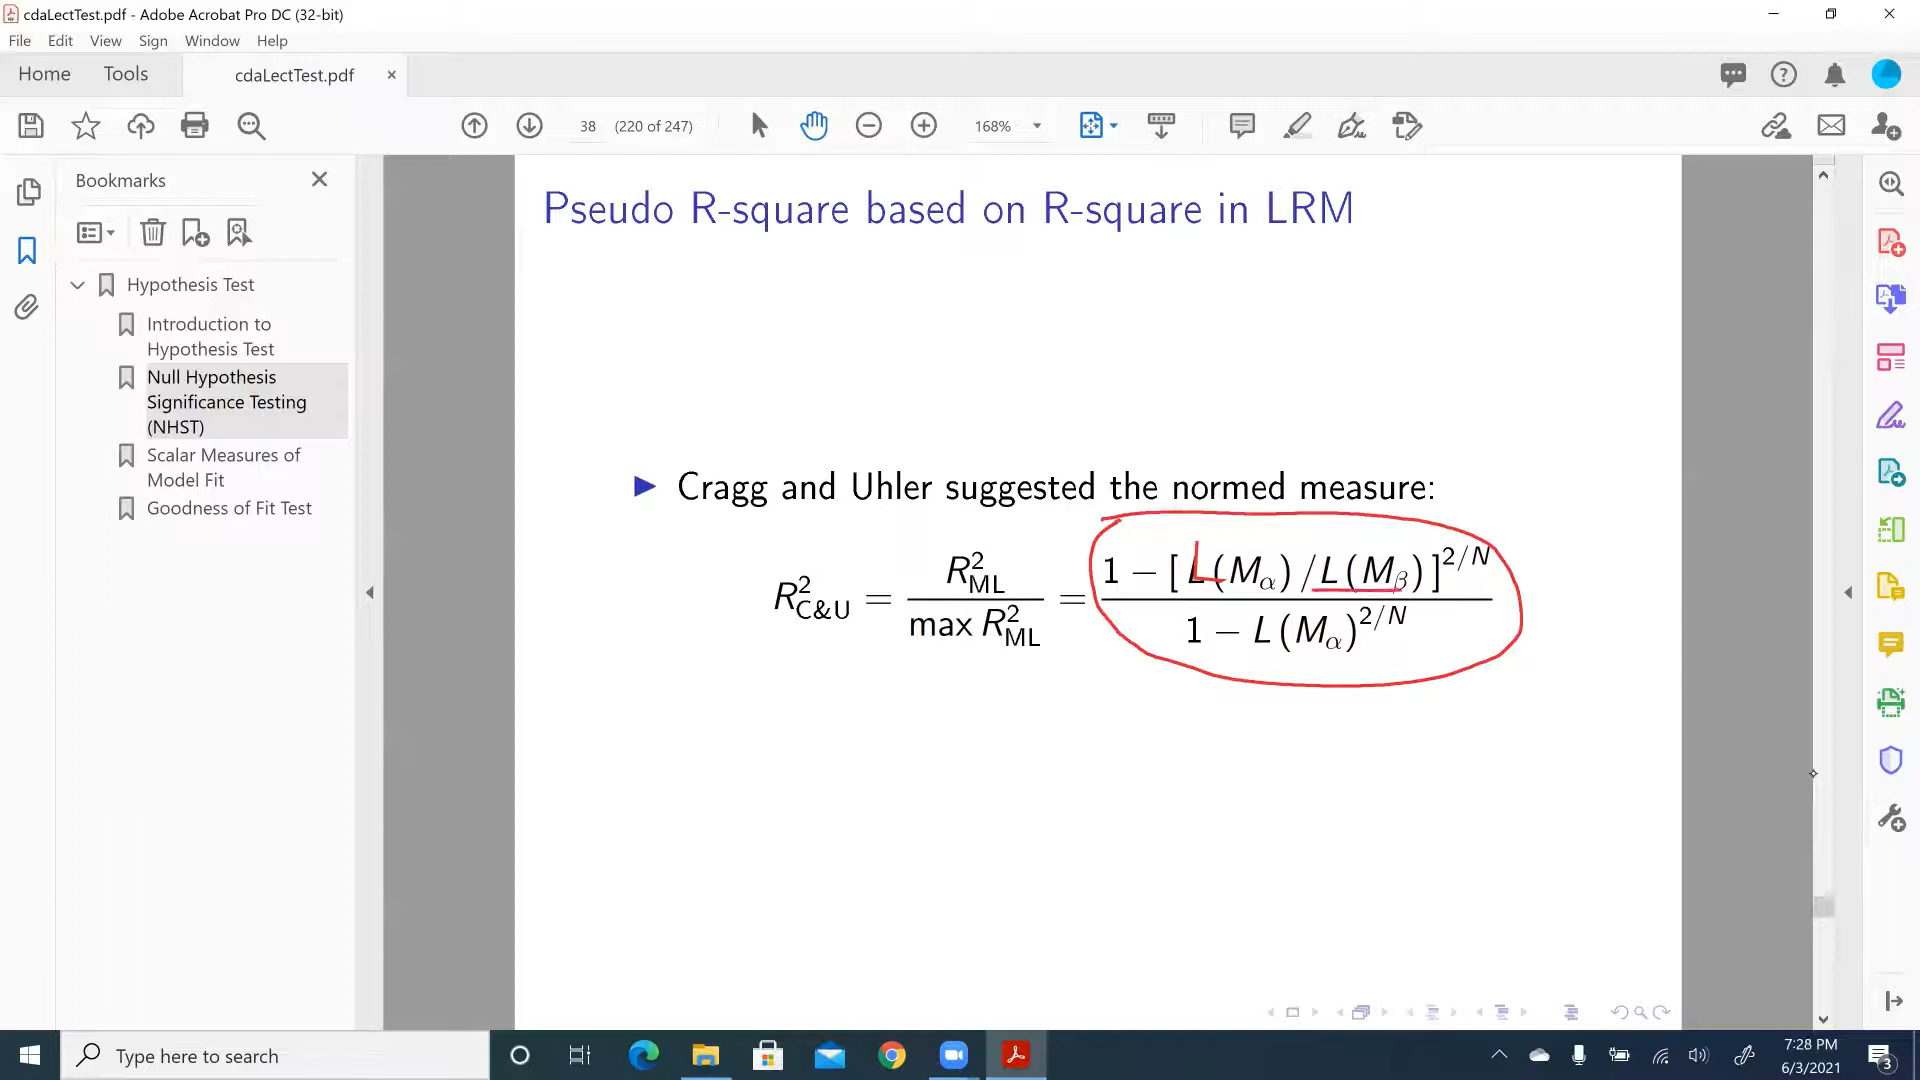 cdaLectTest.pdf - Adobe Acrobat Pro DC (32-bit)
File Edit View Sign Window Help
Home Tools cdaLectTest.pdf
38 (220 of 247) 168%
Bookmarks
Hypothesis Test
Introduction to
Hypothesis Test
Null Hypothesis
Significance Testing
(NHST)
Scalar Measures of
Model Fit
Goodness of Fit Test
Pseudo R-square based on R-square in LRM
Cragg and Uhler suggested the normed measure:
R²C&U = R²ML / max R²ML = 1 − [L(Mα)/L(Mβ)]^2/N / 1 − L(Mα)^2/N
L
Type here to search
7:28 PM
6/3/2021
3